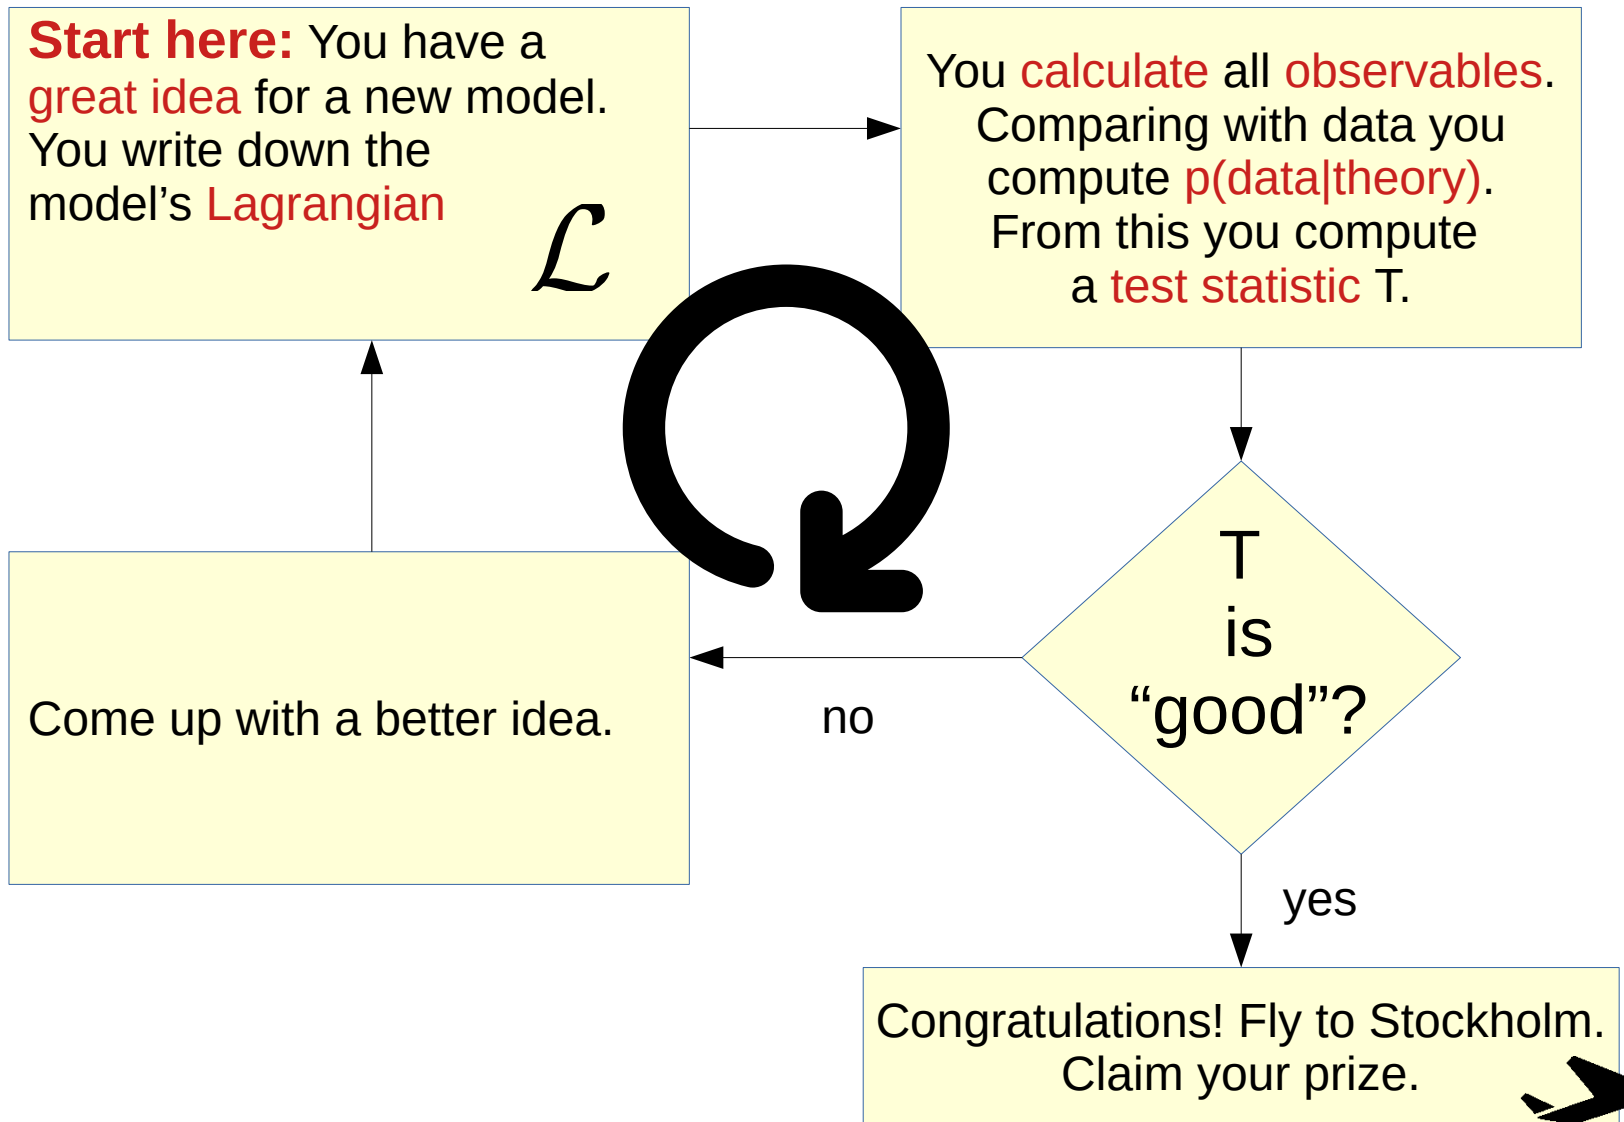 Start here: You have a
great idea for a new model.
You write down the
model’s Lagrangian
ℒ
You calculate all observables.
Comparing with data you
compute p(data|theory).
From this you compute
a test statistic T.
T
is
“good”?
no
Come up with a better idea.
yes
Congratulations! Fly to Stockholm.
Claim your prize.